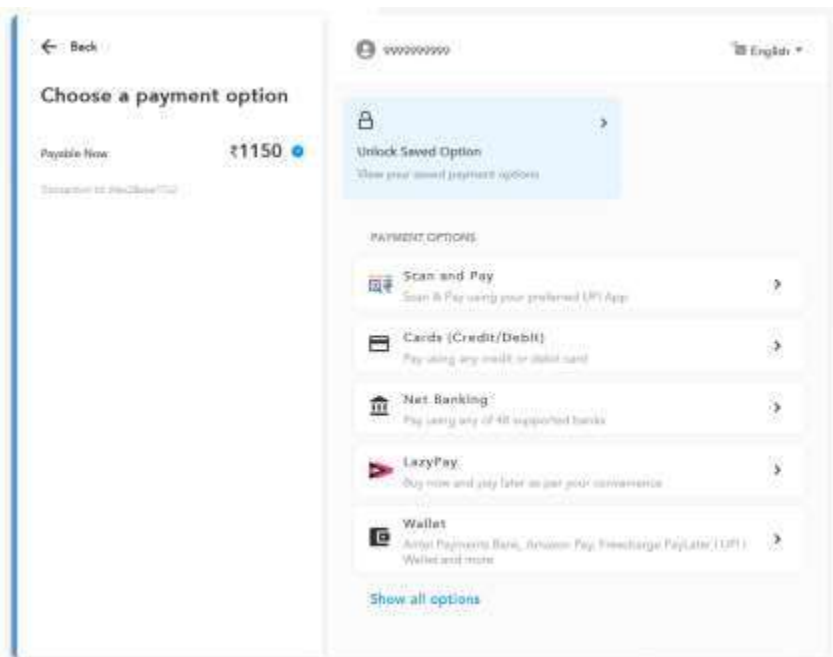 Back
Choose a payment option
Payable Now ₹1150
9999999999
English
Unlock Saved Option
View your saved payment options
PAYMENT OPTIONS
Scan and Pay
Scan & Pay using your preferred UPI App
Cards (Credit/Debit)
Pay using any credit or debit card
Net Banking
Pay using any of 48 supported banks
LazyPay
Buy now and pay later as per your convenience
Wallet
Airtel Payments Bank, Amazon Pay, Freecharge PayLater | UPI |
Wallet and more
Show all options